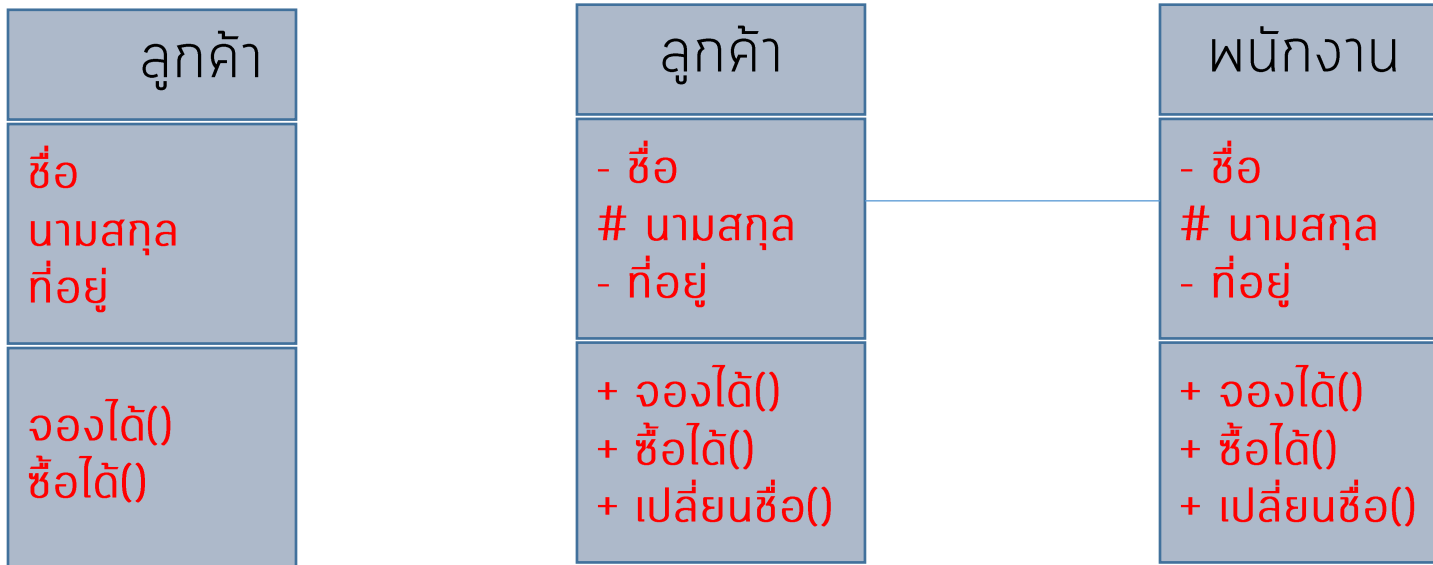 ลูกค้า
ชื่อ
นามสกุล
ที่อยู่
จองได้()
ซื้อได้()
ลูกค้า
- ชื่อ
# นามสกุล
- ที่อยู่
+ จองได้()
+ ซื้อได้()
+ เปลี่ยนชื่อ()
พนักงาน
- ชื่อ
# นามสกุล
- ที่อยู่
+ จองได้()
+ ซื้อได้()
+ เปลี่ยนชื่อ()